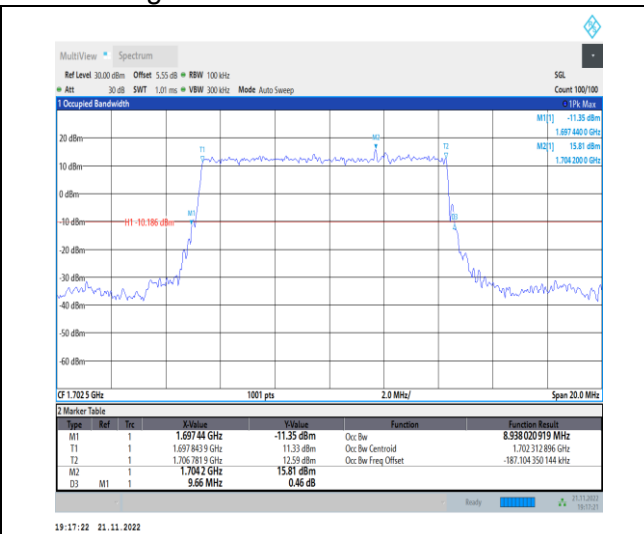 MultiView Spectrum
Ref Level 30.00 dBm Offset 5.55 dB RBW 100 kHz SGL
Att 30 dB SWT 1.01 ms VBW 300 kHz Mode Auto Sweep Count 100/100
1 Occupied Bandwidth 1Pk Max
M1[1] -11.35 dBm
1.697 440 0 GHz
M2[1] 15.81 dBm
1.704 200 0 GHz
20 dBm
M2
T1 T2
10 dBm
0 dBm
M1 D3
-10 dBm H1 -10.186 dBm
-20 dBm
-30 dBm
-40 dBm
-50 dBm
-60 dBm
CF 1.702 5 GHz 1001 pts 2.0 MHz/ Span 20.0 MHz
2 Marker Table
Type Ref Trc X-Value Y-Value Function Function Result
M1 1 1.697 44 GHz -11.35 dBm Occ Bw 8.938 020 919 MHz
T1 1 1.697 843 9 GHz 11.33 dBm Occ Bw Centroid 1.702 312 896 GHz
T2 1 1.706 781 9 GHz 12.59 dBm Occ Bw Freq Offset -187.104 350 144 kHz
M2 1 1.704 2 GHz 15.81 dBm
D3 M1 1 9.66 MHz 0.46 dB
Ready 21.11.2022
19:17:21
19:17:22 21.11.2022